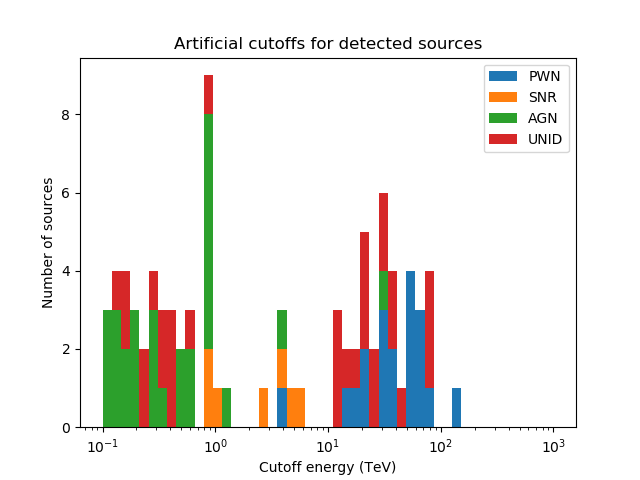 Artificial cutoffs for detected sources
PWN
SNR
AGN
UNID
Number of sources
8
6
4
2
0
10⁻¹ 10⁰ 10¹ 10² 10³
Cutoff energy (TeV)